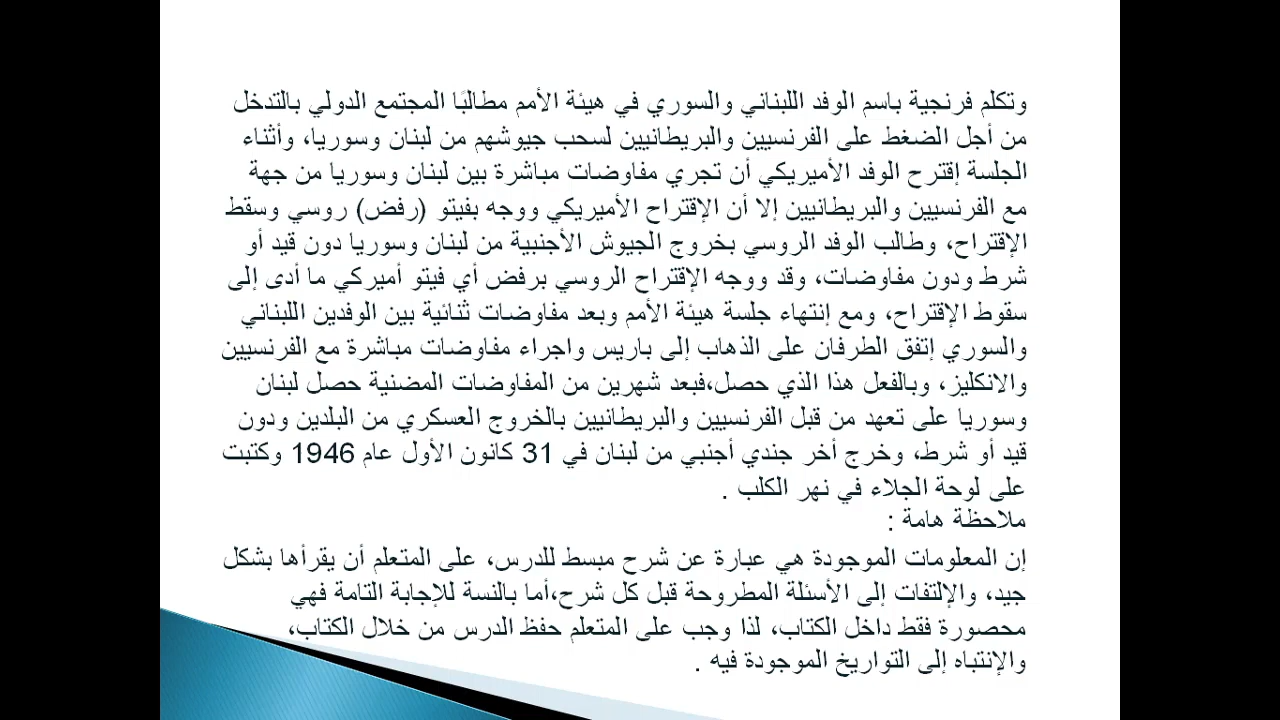 وتكلم فرنجية باسم الوفد اللبناني والسوري في هيئة الأمم مطالبًا المجتمع الدولي بالتدخل
من أجل الضغط على الفرنسيين والبريطانيين لسحب جيوشهم من لبنان وسوريا، وأثناء
الجلسة إقترح الوفد الأميريكي أن تجري مفاوضات مباشرة بين لبنان وسوريا من جهة
مع الفرنسيين والبريطانيين إلا أن الإقتراح الأميريكي ووجه بفيتو (رفض) روسي وسقط
الإقتراح، وطالب الوفد الروسي بخروج الجيوش الأجنبية من لبنان وسوريا دون قيد أو
شرط ودون مفاوضات، وقد ووجه الإقتراح الروسي برفض أي فيتو أميركي ما أدى إلى
سقوط الإقتراح، ومع إنتهاء جلسة هيئة الأمم وبعد مفاوضات ثنائية بين الوفدين اللبناني
والسوري إتفق الطرفان على الذهاب إلى باريس واجراء مفاوضات مباشرة مع الفرنسيين
والانكليز، وبالفعل هذا الذي حصل،فبعد شهرين من المفاوضات المضنية حصل لبنان
وسوريا على تعهد من قبل الفرنسيين والبريطانيين بالخروج العسكري من البلدين ودون
قيد أو شرط، وخرج أخر جندي أجنبي من لبنان في 31 كانون الأول عام 1946 وكتبت
على لوحة الجلاء في نهر الكلب .
ملاحظة هامة :
إن المعلومات الموجودة هي عبارة عن شرح مبسط للدرس، على المتعلم أن يقرأها بشكل
جيد، والإلتفات إلى الأسئلة المطروحة قبل كل شرح،أما بالنسة للإجابة التامة فهي
محصورة فقط داخل الكتاب، لذا وجب على المتعلم حفظ الدرس من خلال الكتاب،
والإنتباه إلى التواريخ الموجودة فيه .